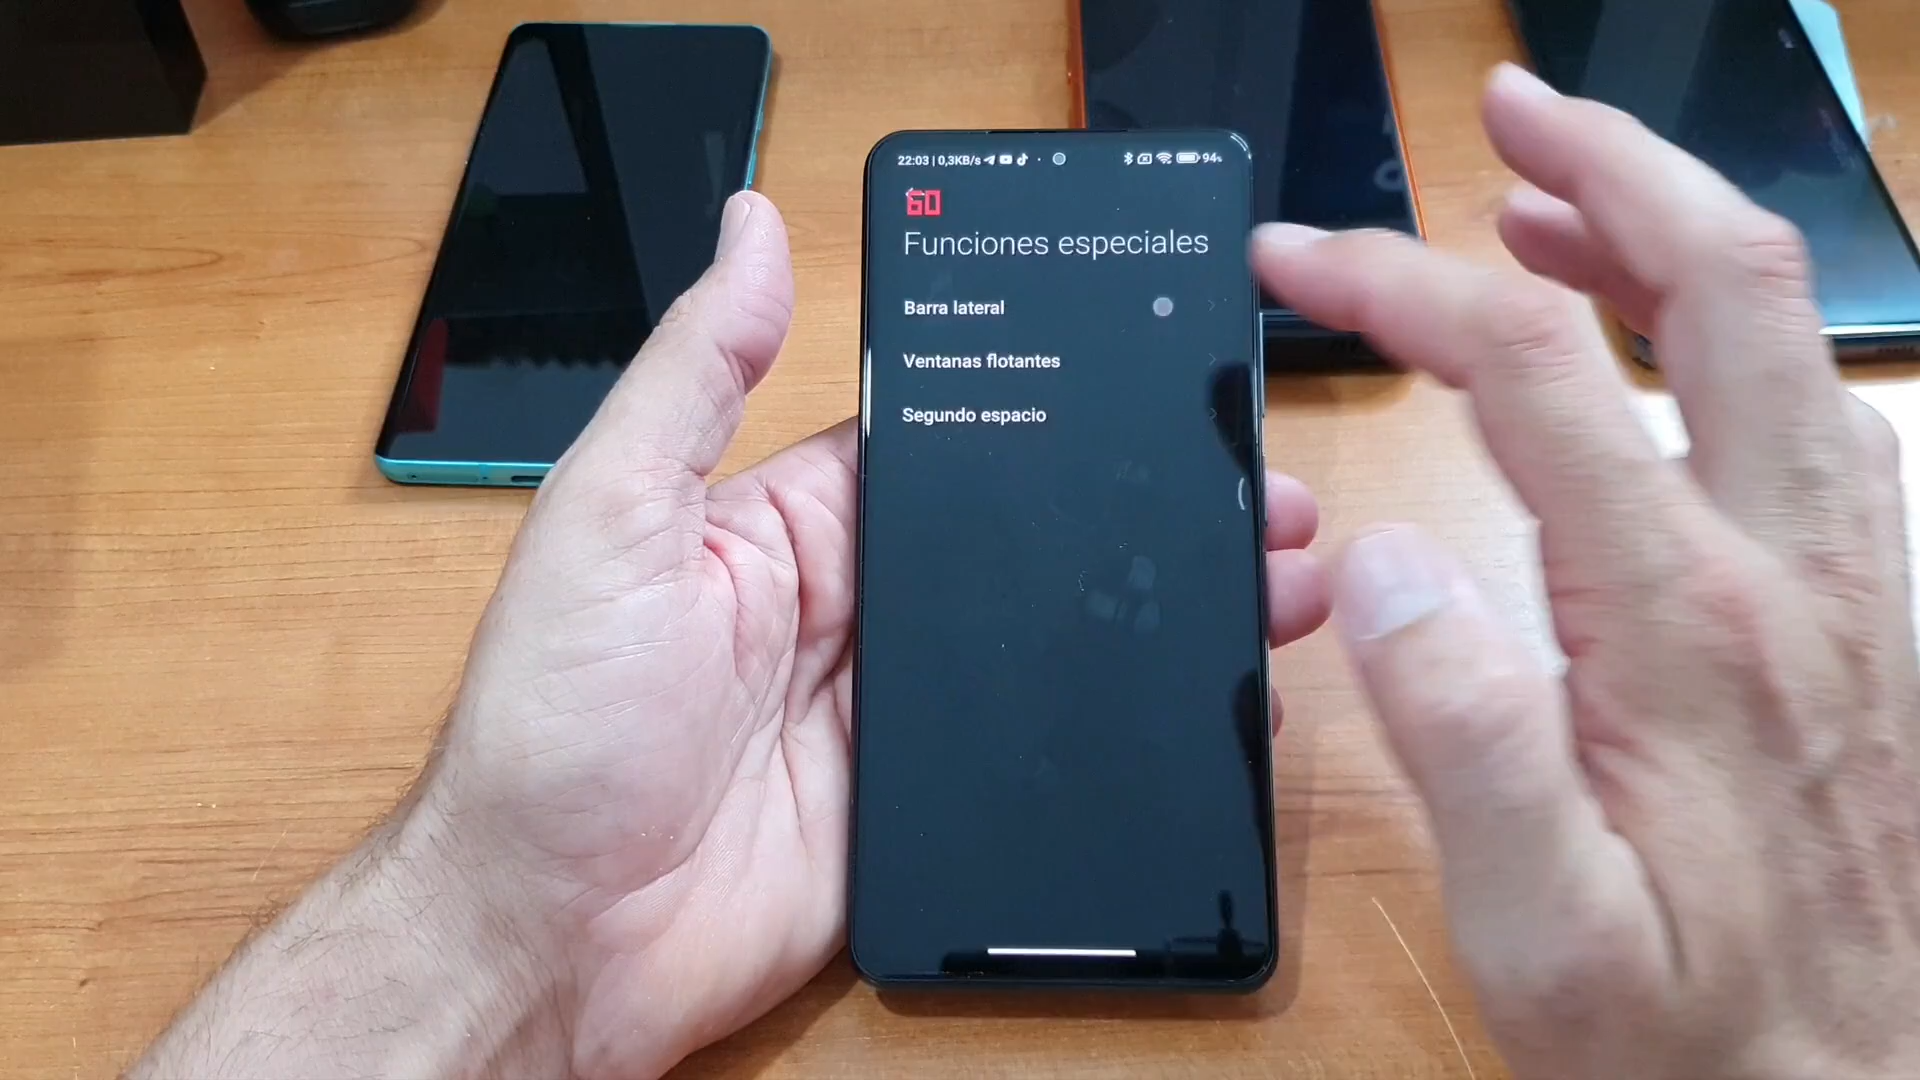 22:03 | 0,3KB/s 94%
60
Funciones especiales
Barra lateral
Ventanas flotantes
Segundo espacio